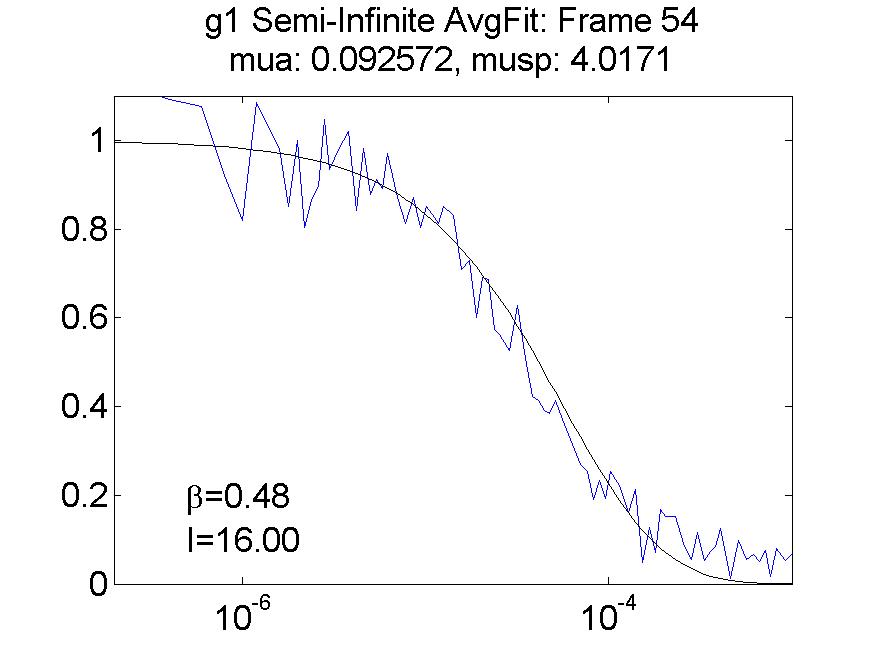 g1 Semi-Infinite AvgFit: Frame 54
mua: 0.092572, musp: 4.0171
1
0.8
0.6
0.4
0.2
0
β=0.48
I=16.00
10^-6
10^-4